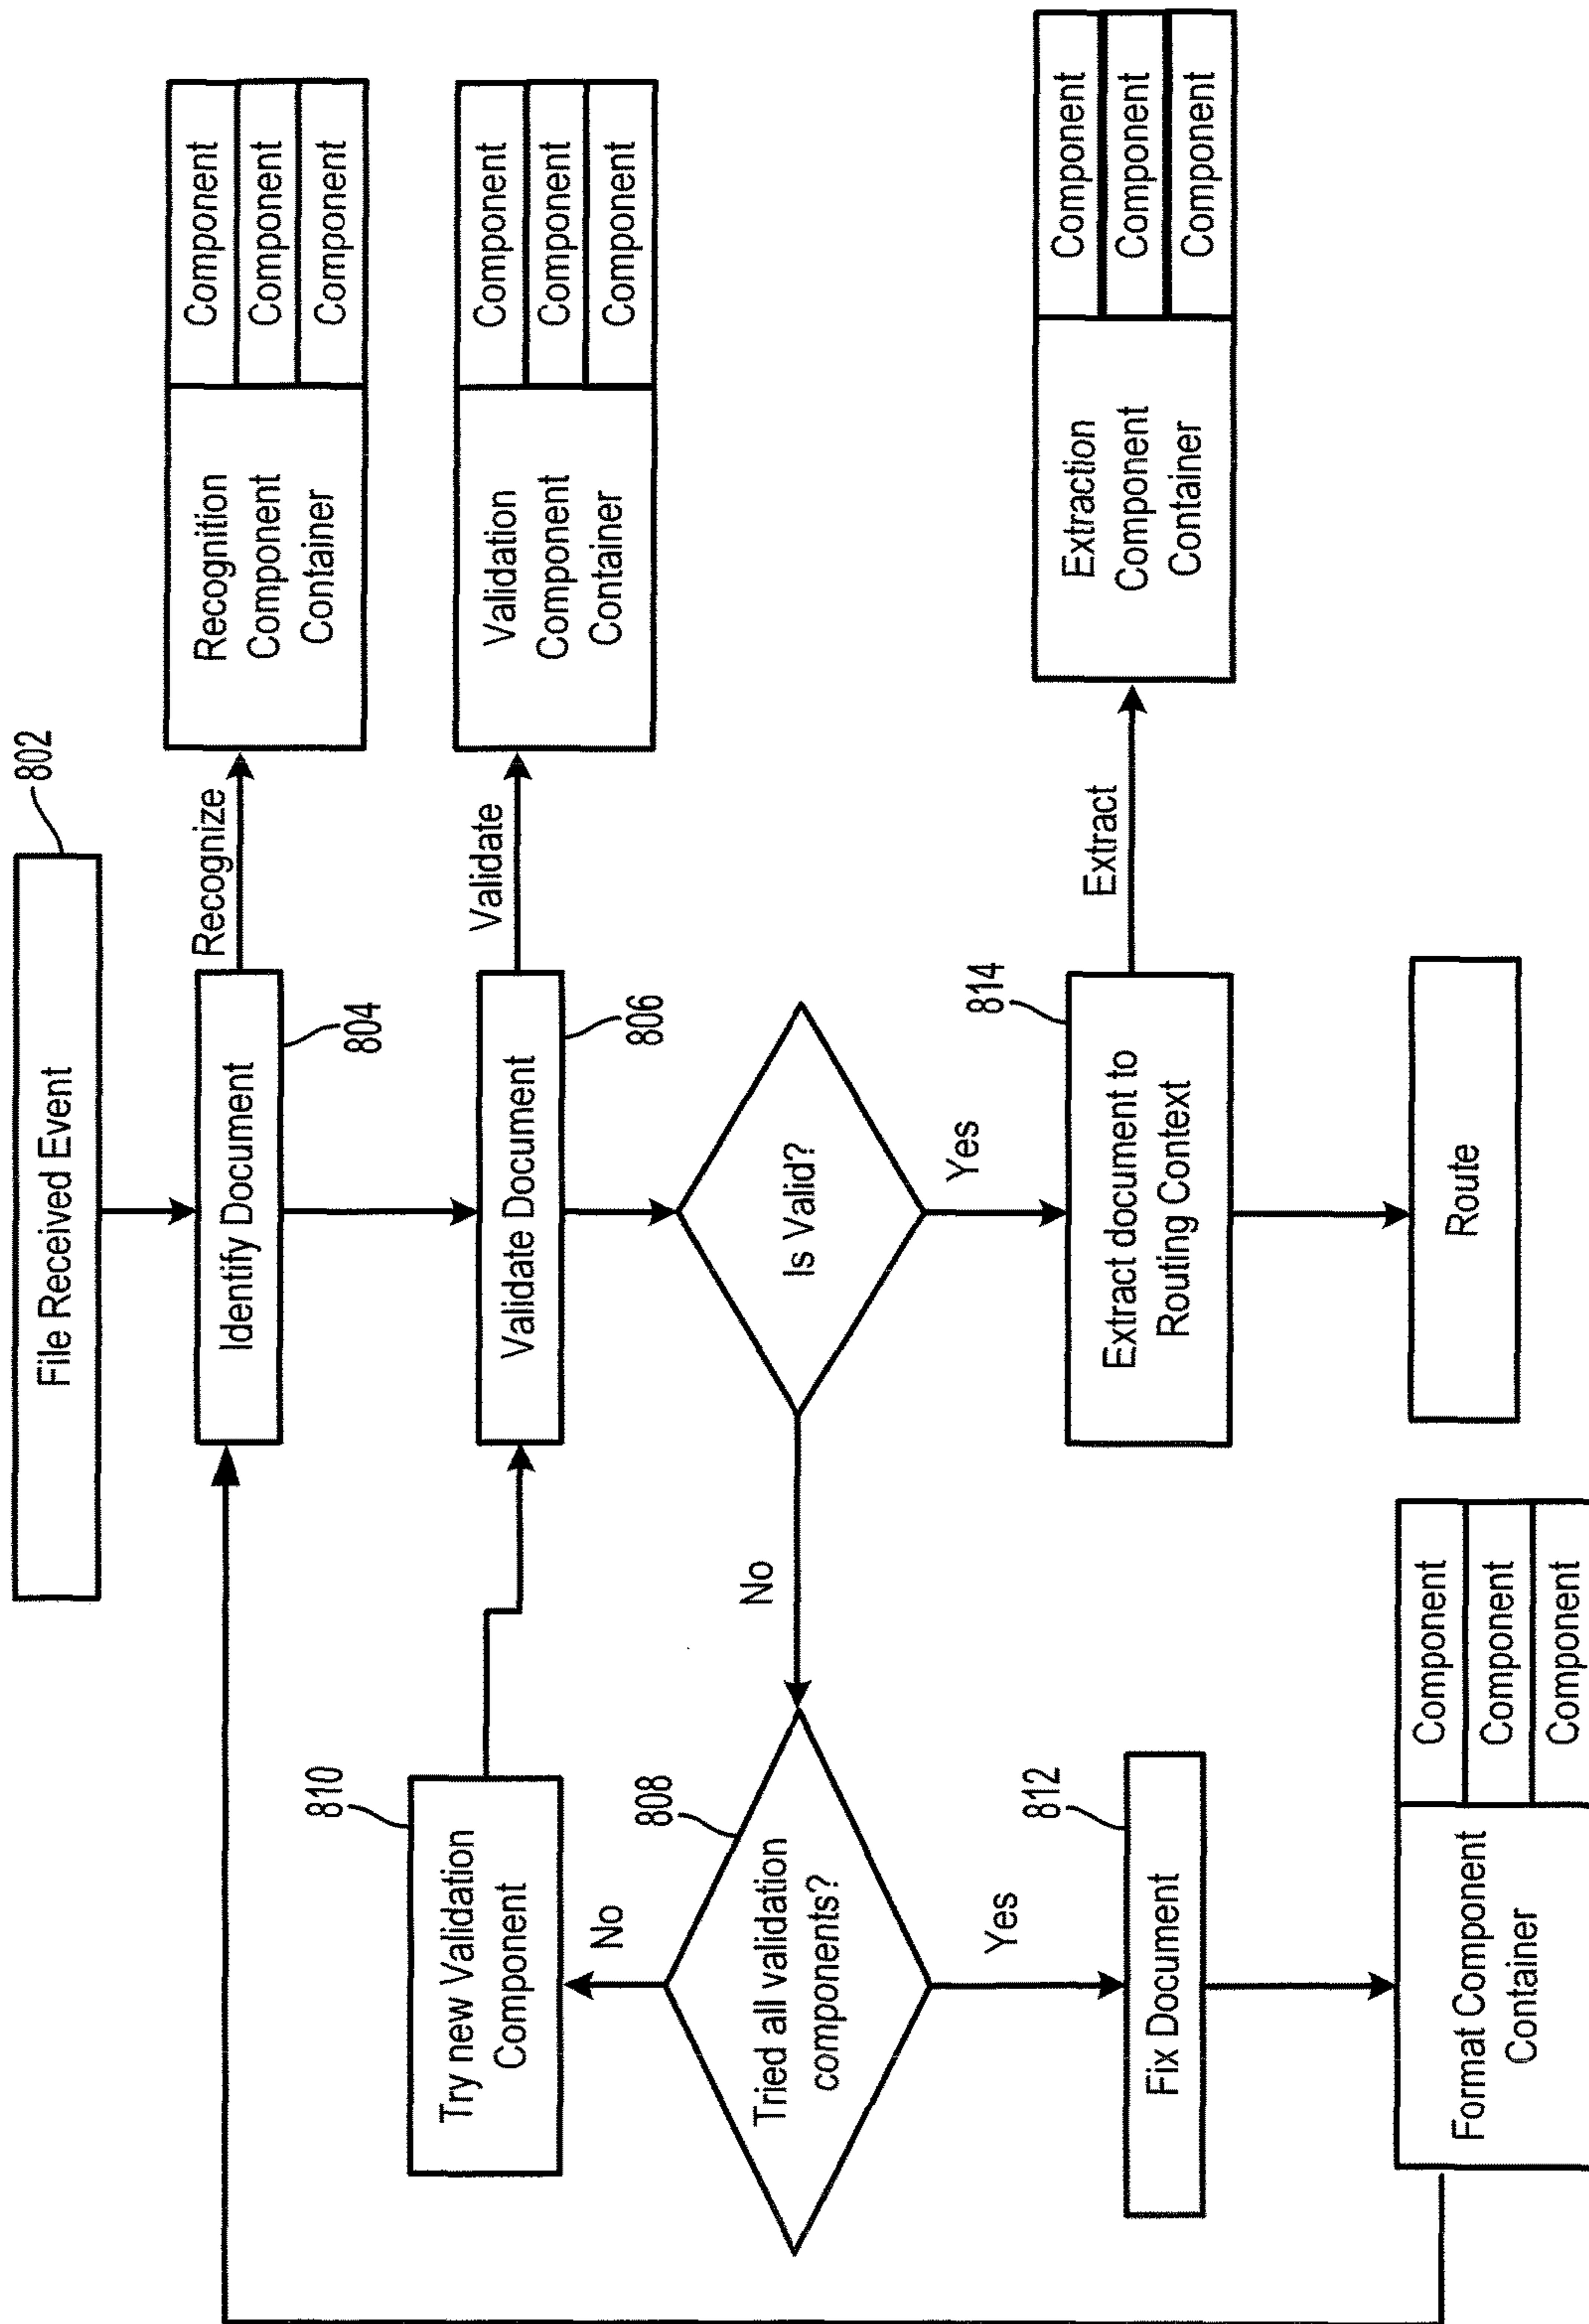 File Received Event
802
Identify Document
804
Recognize
Recognition
Component
Container
Component
Component
Component
Validate Document
806
Validate
Validation
Component
Container
Component
Component
Component
Is Valid?
Yes
No
Try new Validation
Component
810
No
Tried all validation
components?
808
Yes
Fix Document
812
Format Component
Container
Component
Component
Component
Extract document to
Routing Context
814
Extract
Extraction
Component
Container
Component
Component
Component
Route